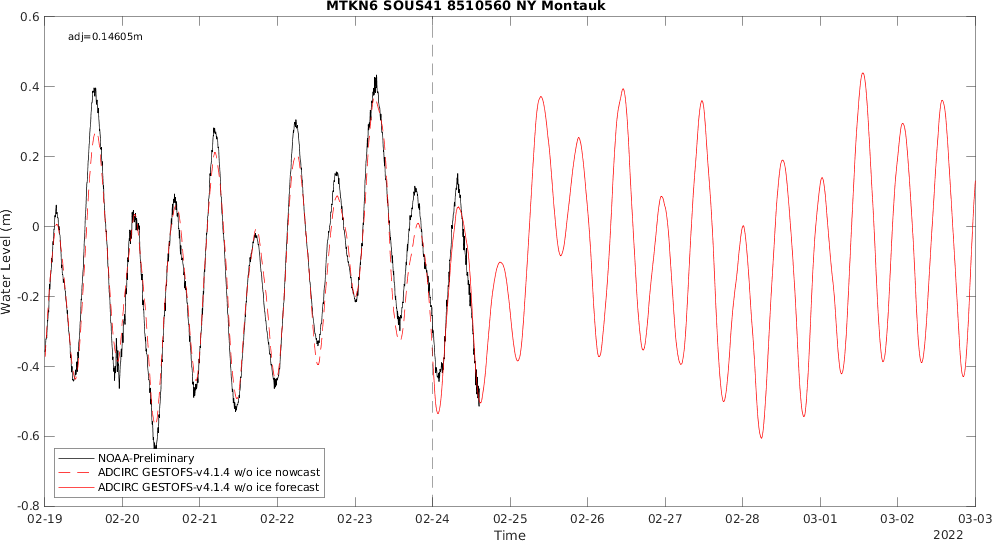 MTKN6 SOUS41 8510560 NY Montauk
adj=0.14605m
Water Level (m)
0.6
0.4
0.2
0
-0.2
-0.4
-0.6
-0.8
NOAA-Preliminary
ADCIRC GESTOFS-v4.1.4 w/o ice nowcast
ADCIRC GESTOFS-v4.1.4 w/o ice forecast
02-19 02-20 02-21 02-22 02-23 02-24 02-25 02-26 02-27 02-28 03-01 03-02 03-03
Time
2022